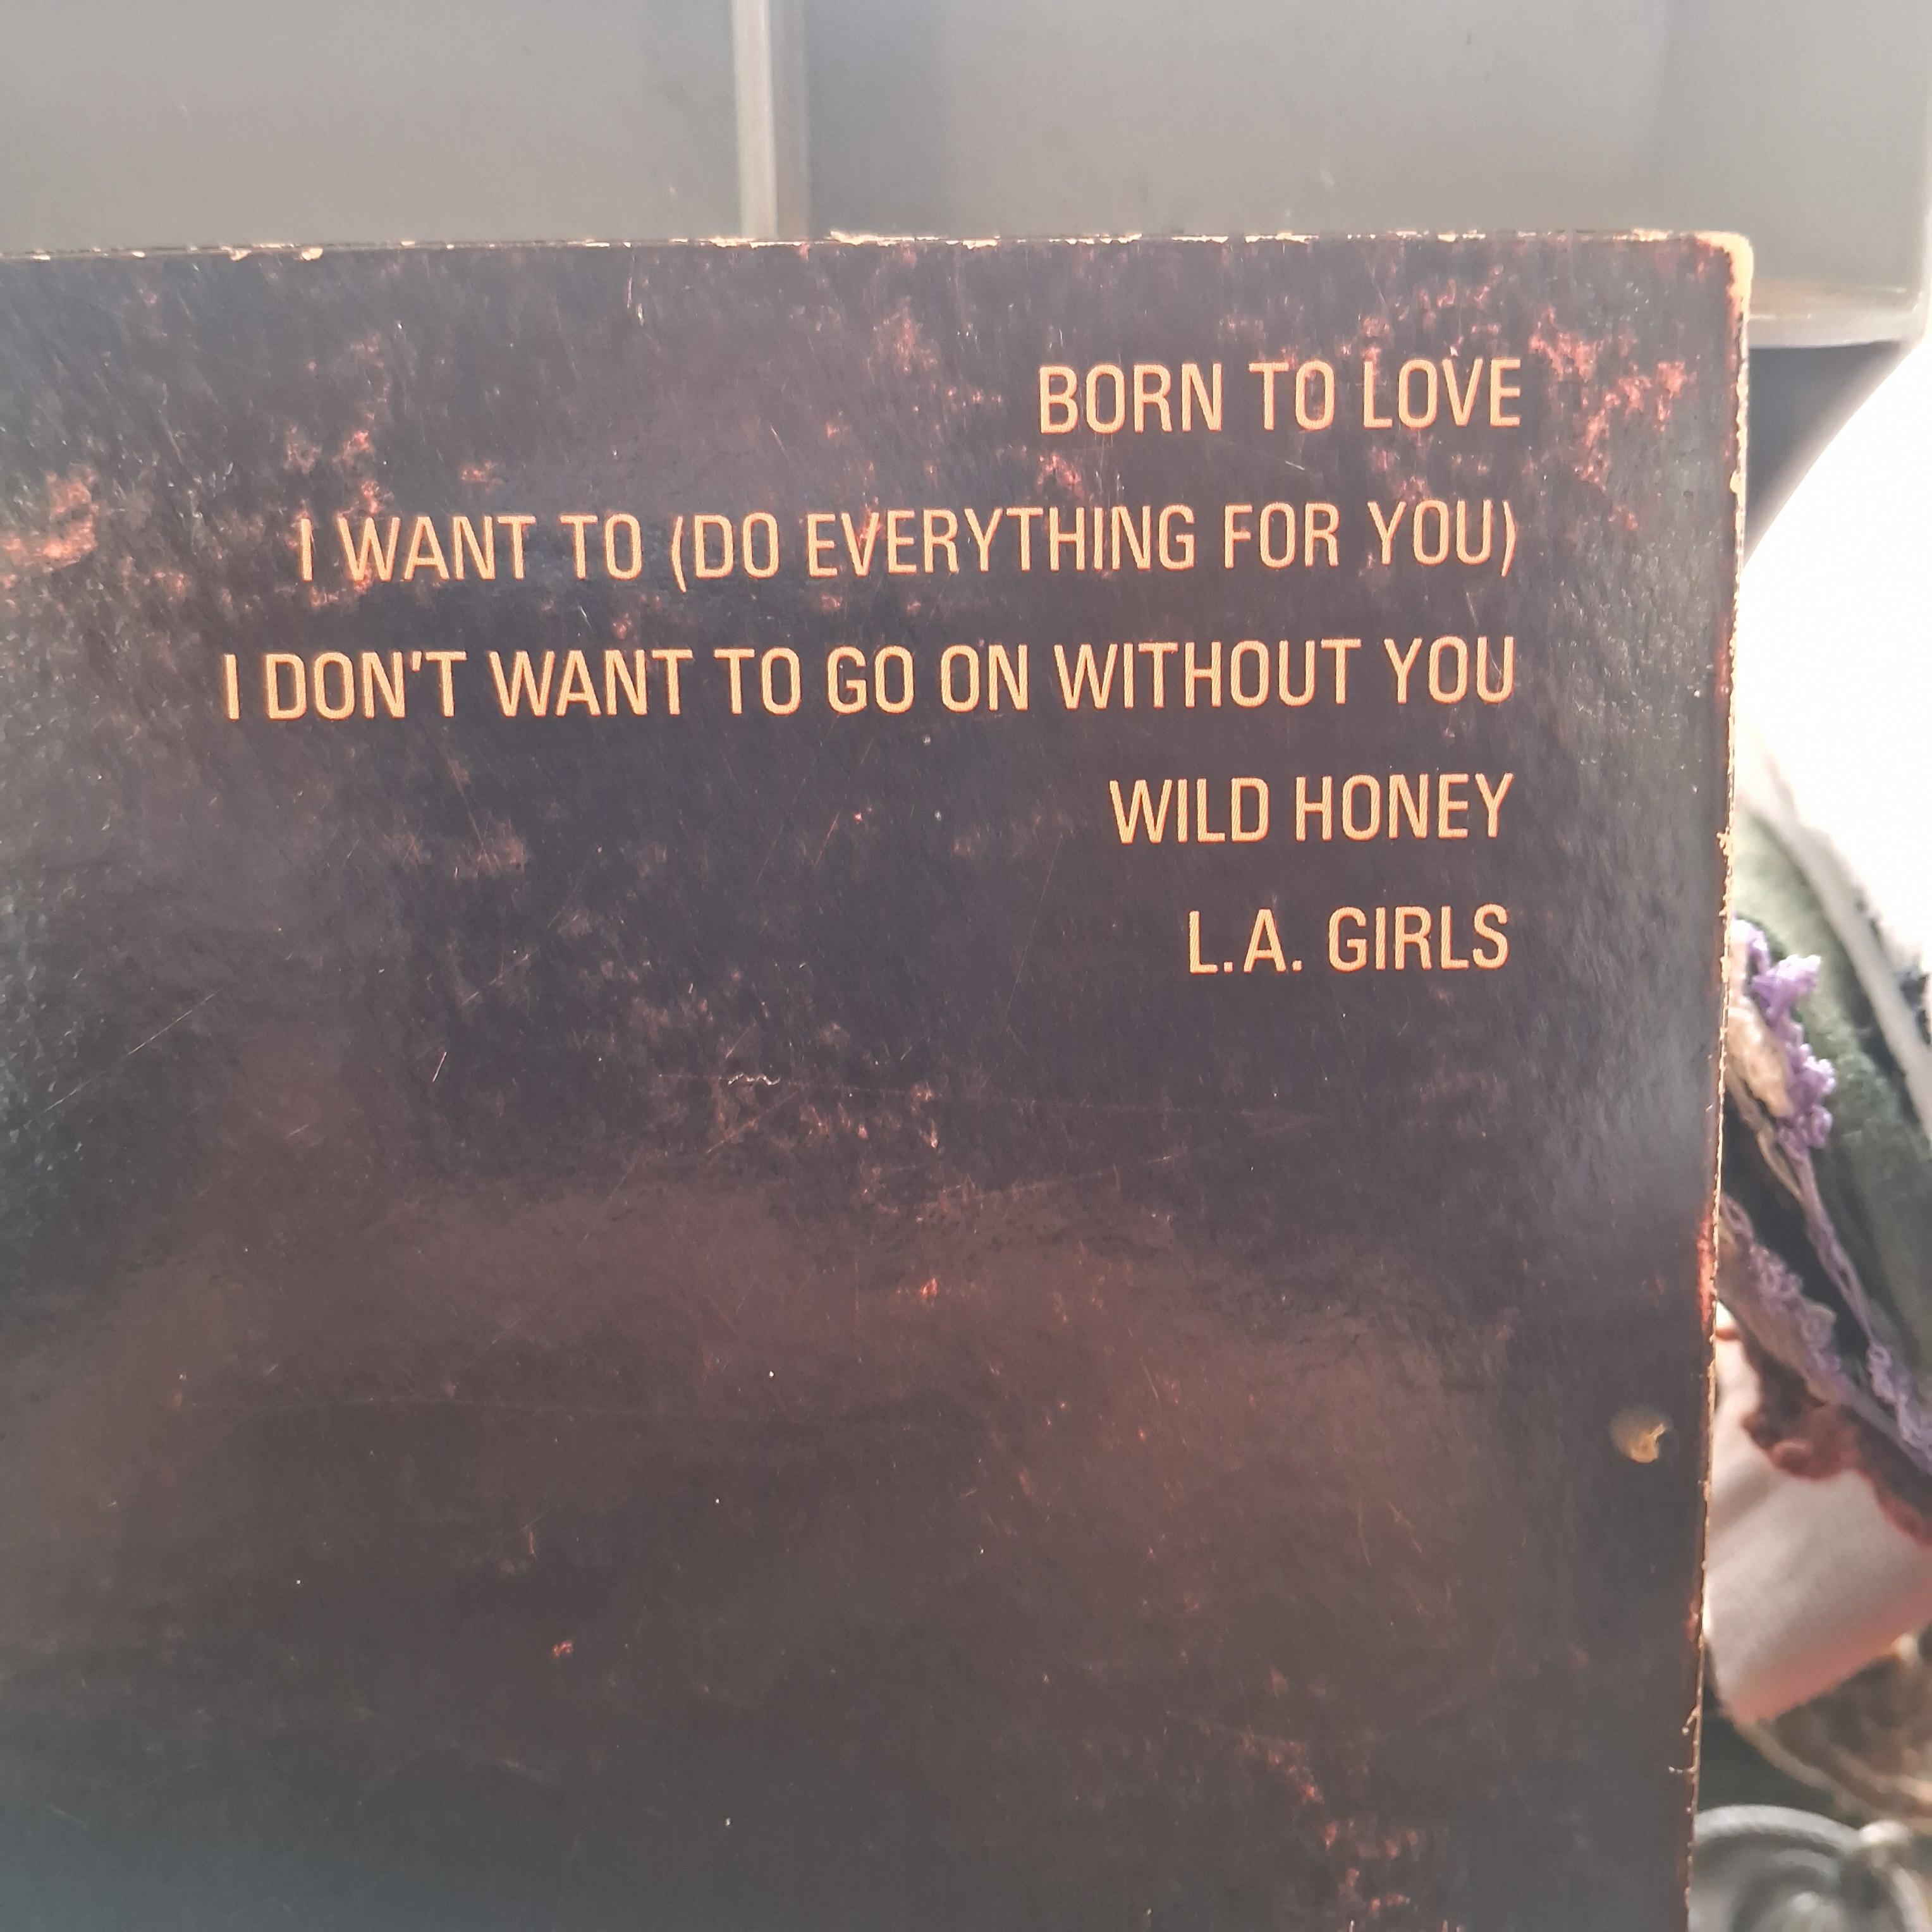 BORN TO LOVE
I WANT TO (DO EVERYTHING FOR YOU)
I DON'T WANT TO GO ON WITHOUT YOU
WILD HONEY
L.A. GIRLS